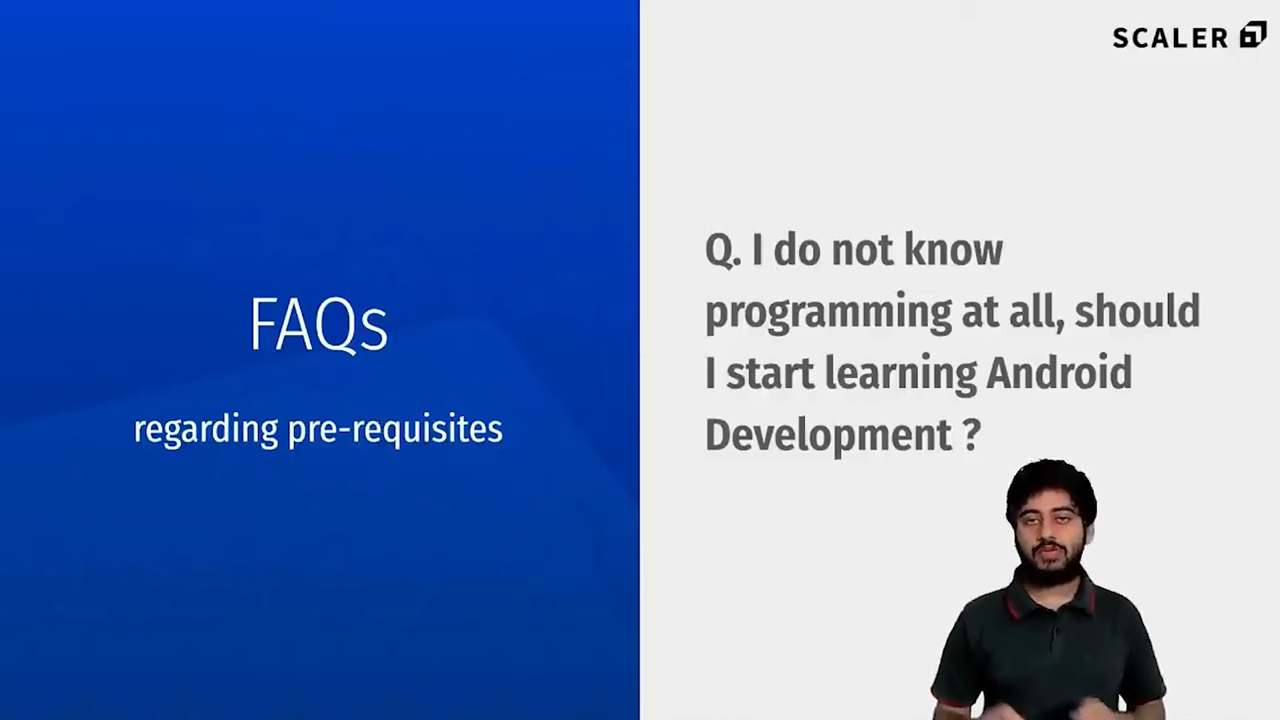 SCALER
FAQs
regarding pre-requisites
Q. I do not know
programming at all, should
I start learning Android
Development ?